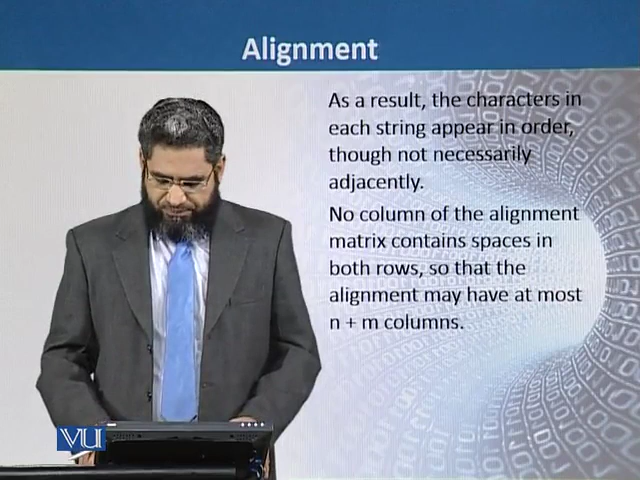 Alignment
As a result, the characters in
each string appear in order,
though not necessarily
adjacently.
No column of the alignment
matrix contains spaces in
both rows, so that the
alignment may have at most
n + m columns.
VU